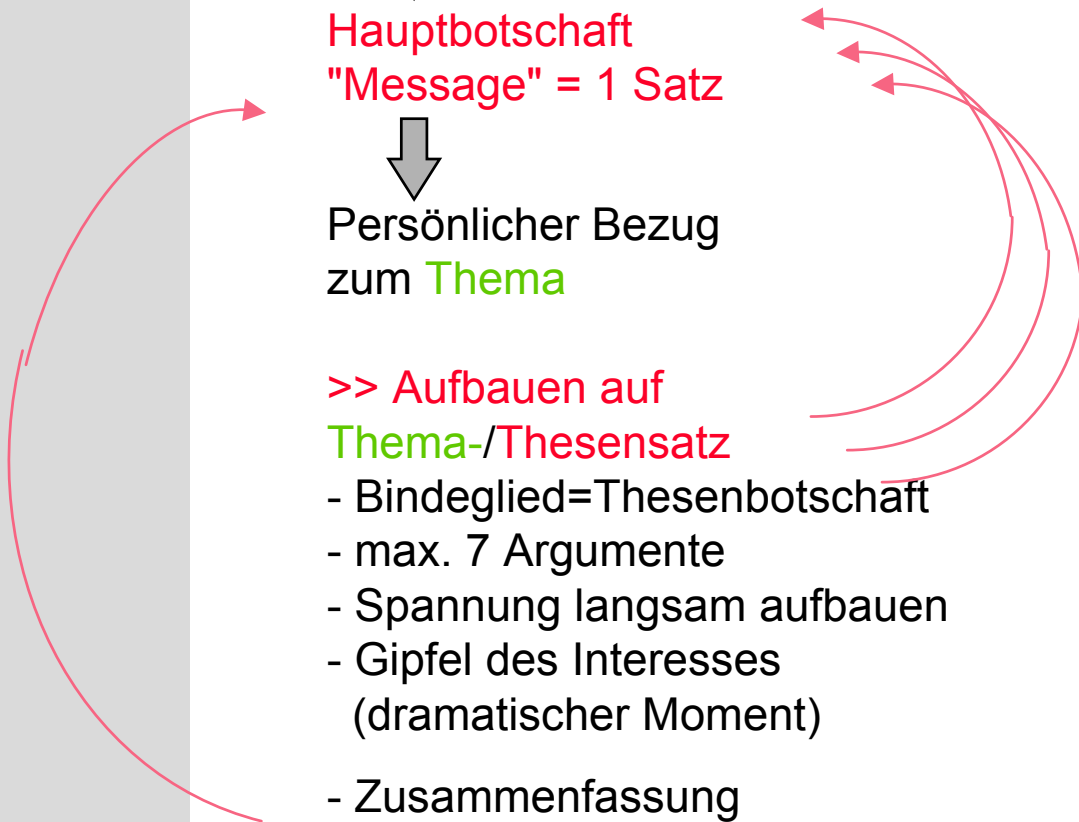 Hauptbotschaft
"Message" = 1 Satz
Persönlicher Bezug
zum Thema
>> Aufbauen auf
Thema-/Thesensatz
- Bindeglied=Thesenbotschaft
- max. 7 Argumente
- Spannung langsam aufbauen
- Gipfel des Interesses
(dramatischer Moment)
- Zusammenfassung